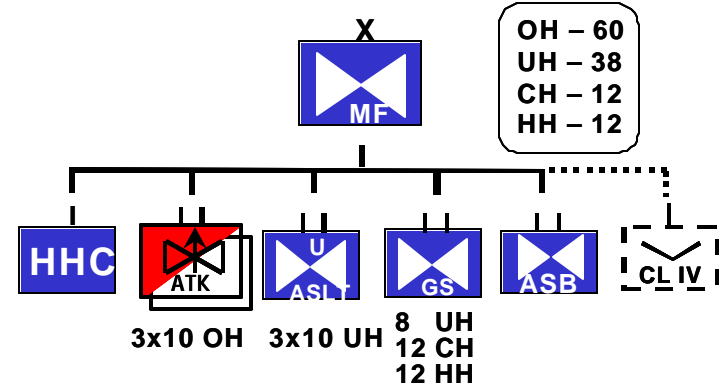 X
MF
OH – 60
UH – 38
CH – 12
HH – 12
HHC
ATK
U
ASLT
GS
ASB
CL IV
3x10 OH
3x10 UH
8 UH
12 CH
12 HH